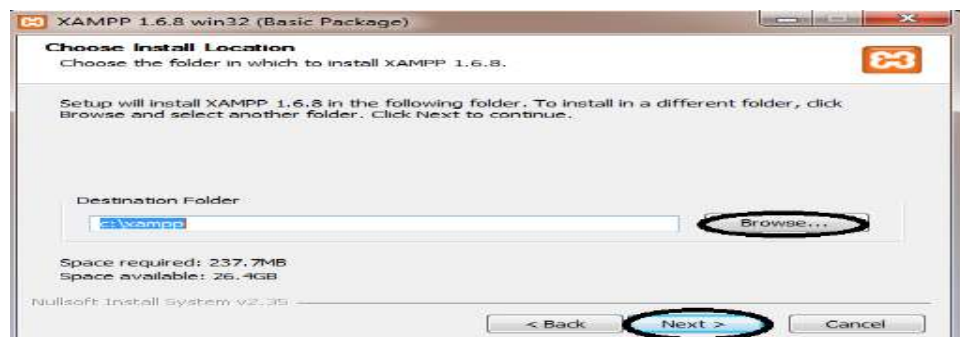 XAMPP 1.6.8 win32 (Basic Package)
Choose Install Location
Choose the folder in which to install XAMPP 1.6.8.
Setup will install XAMPP 1.6.8 in the following folder. To install in a different folder, click
Browse and select another folder. Click Next to continue.
Destination Folder
c:\xampp
Browse...
Space required: 237.7MB
Space available: 26.4GB
Nullsoft Install System v2.35
< Back
Next >
Cancel